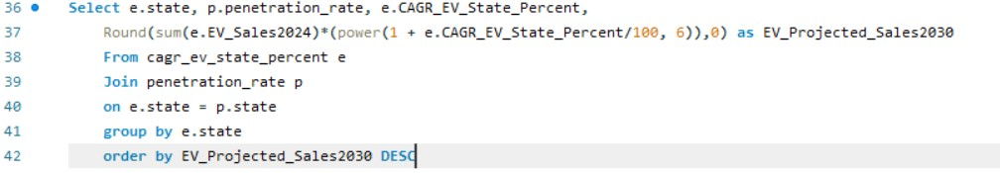 36 Select e.state, p.penetration_rate, e.CAGR_EV_State_Percent,
37 Round(sum(e.EV_Sales2024)*(power(1 + e.CAGR_EV_State_Percent/100, 6)),0) as EV_Projected_Sales2030
38 From cagr_ev_state_percent e
39 Join penetration_rate p
40 on e.state = p.state
41 group by e.state
42 order by EV_Projected_Sales2030 DESC